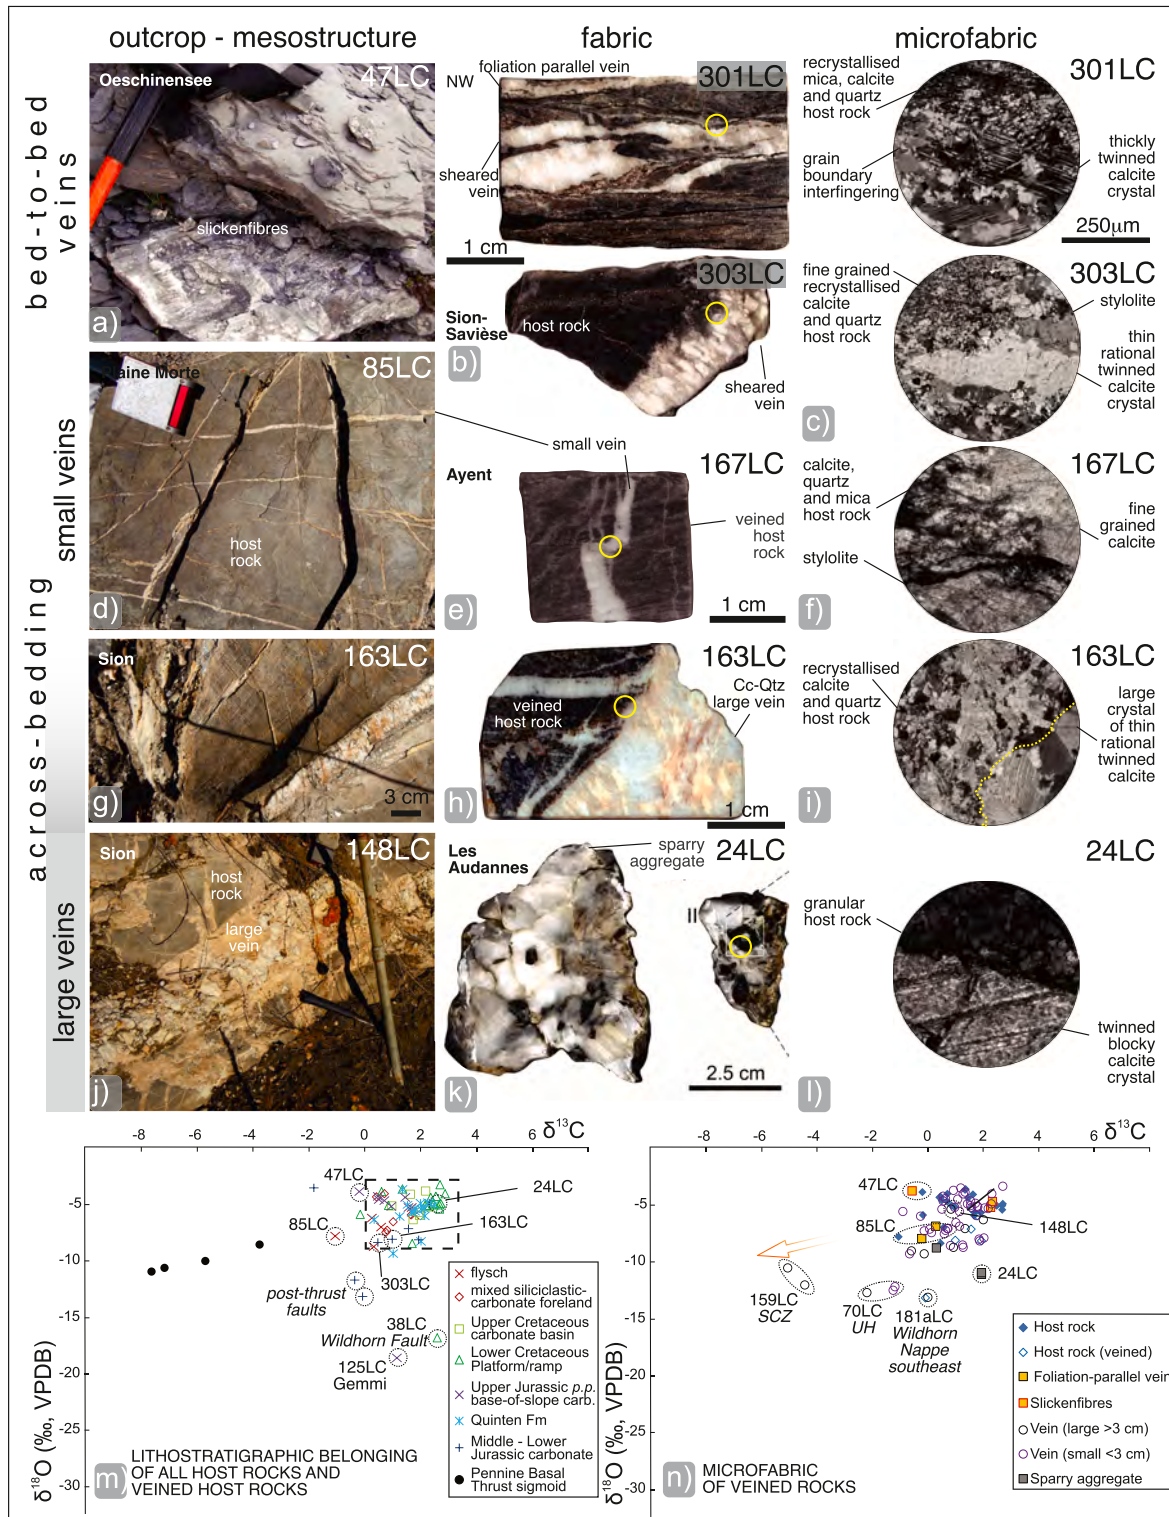 outcrop - mesostructure
fabric
microfabric
bed-to-bed
veins
across-bedding
small veins
large veins
Oeschinensee
47LC
slickenfibres
a)
foliation parallel vein
NW
301LC
sheared
vein
1 cm
303LC
Sion-
Savièse
host rock
b)
sheared
vein
recrystallised
mica, calcite
and quartz
host rock
301LC
grain
boundary
interfingering
thickly
twinned
calcite
crystal
250µm
fine grained
recrystallised
calcite
and quartz
host rock
303LC
stylolite
thin
rational
twinned
calcite
crystal
c)
laine Morte
85LC
host
rock
d)
small vein
Ayent
167LC
veined
host
rock
e)
1 cm
calcite,
quartz
and mica
host rock
167LC
fine
grained
calcite
stylolite
f)
Sion
163LC
g)
3 cm
163LC
Cc-Qtz
large vein
veined
host rock
h)
1 cm
recrystallised
calcite
and quartz
host rock
163LC
large
crystal
of thin
rational
twinned
calcite
i)
Sion
148LC
host
rock
large
vein
j)
Les
Audannes
sparry
aggregate
24LC
II
k)
2.5 cm
24LC
granular
host rock
twinned
blocky
calcite
crystal
l)
-8 -6 -4 -2 0 2 4 6 δ13C
-5
-10
-15
-20
-25
-30
δ18O (‰, VPDB)
47LC
24LC
85LC
163LC
303LC
post-thrust
faults
38LC
Wildhorn Fault
125LC
Gemmi
flysch
mixed siliciclastic-
carbonate foreland
Upper Cretaceous
carbonate basin
Lower Cretaceous
Platform/ramp
Upper Jurassic p.p.
base-of-slope carb.
Quinten Fm
Middle - Lower
Jurassic carbonate
Pennine Basal
Thrust sigmoid
m)
LITHOSTRATIGRAPHIC BELONGING
OF ALL HOST ROCKS AND
VEINED HOST ROCKS
-8 -6 -4 -2 0 2 4 6 δ13C
-5
-10
-15
-20
-25
-30
δ18O (‰, VPDB)
47LC
85LC
148LC
24LC
159LC
SCZ
70LC
UH
181aLC
Wildhorn
Nappe
southeast
Host rock
Host rock (veined)
Foliation-parallel vein
Slickenfibres
Vein (large >3 cm)
Vein (small <3 cm)
Sparry aggregate
n)
MICROFABRIC
OF VEINED ROCKS